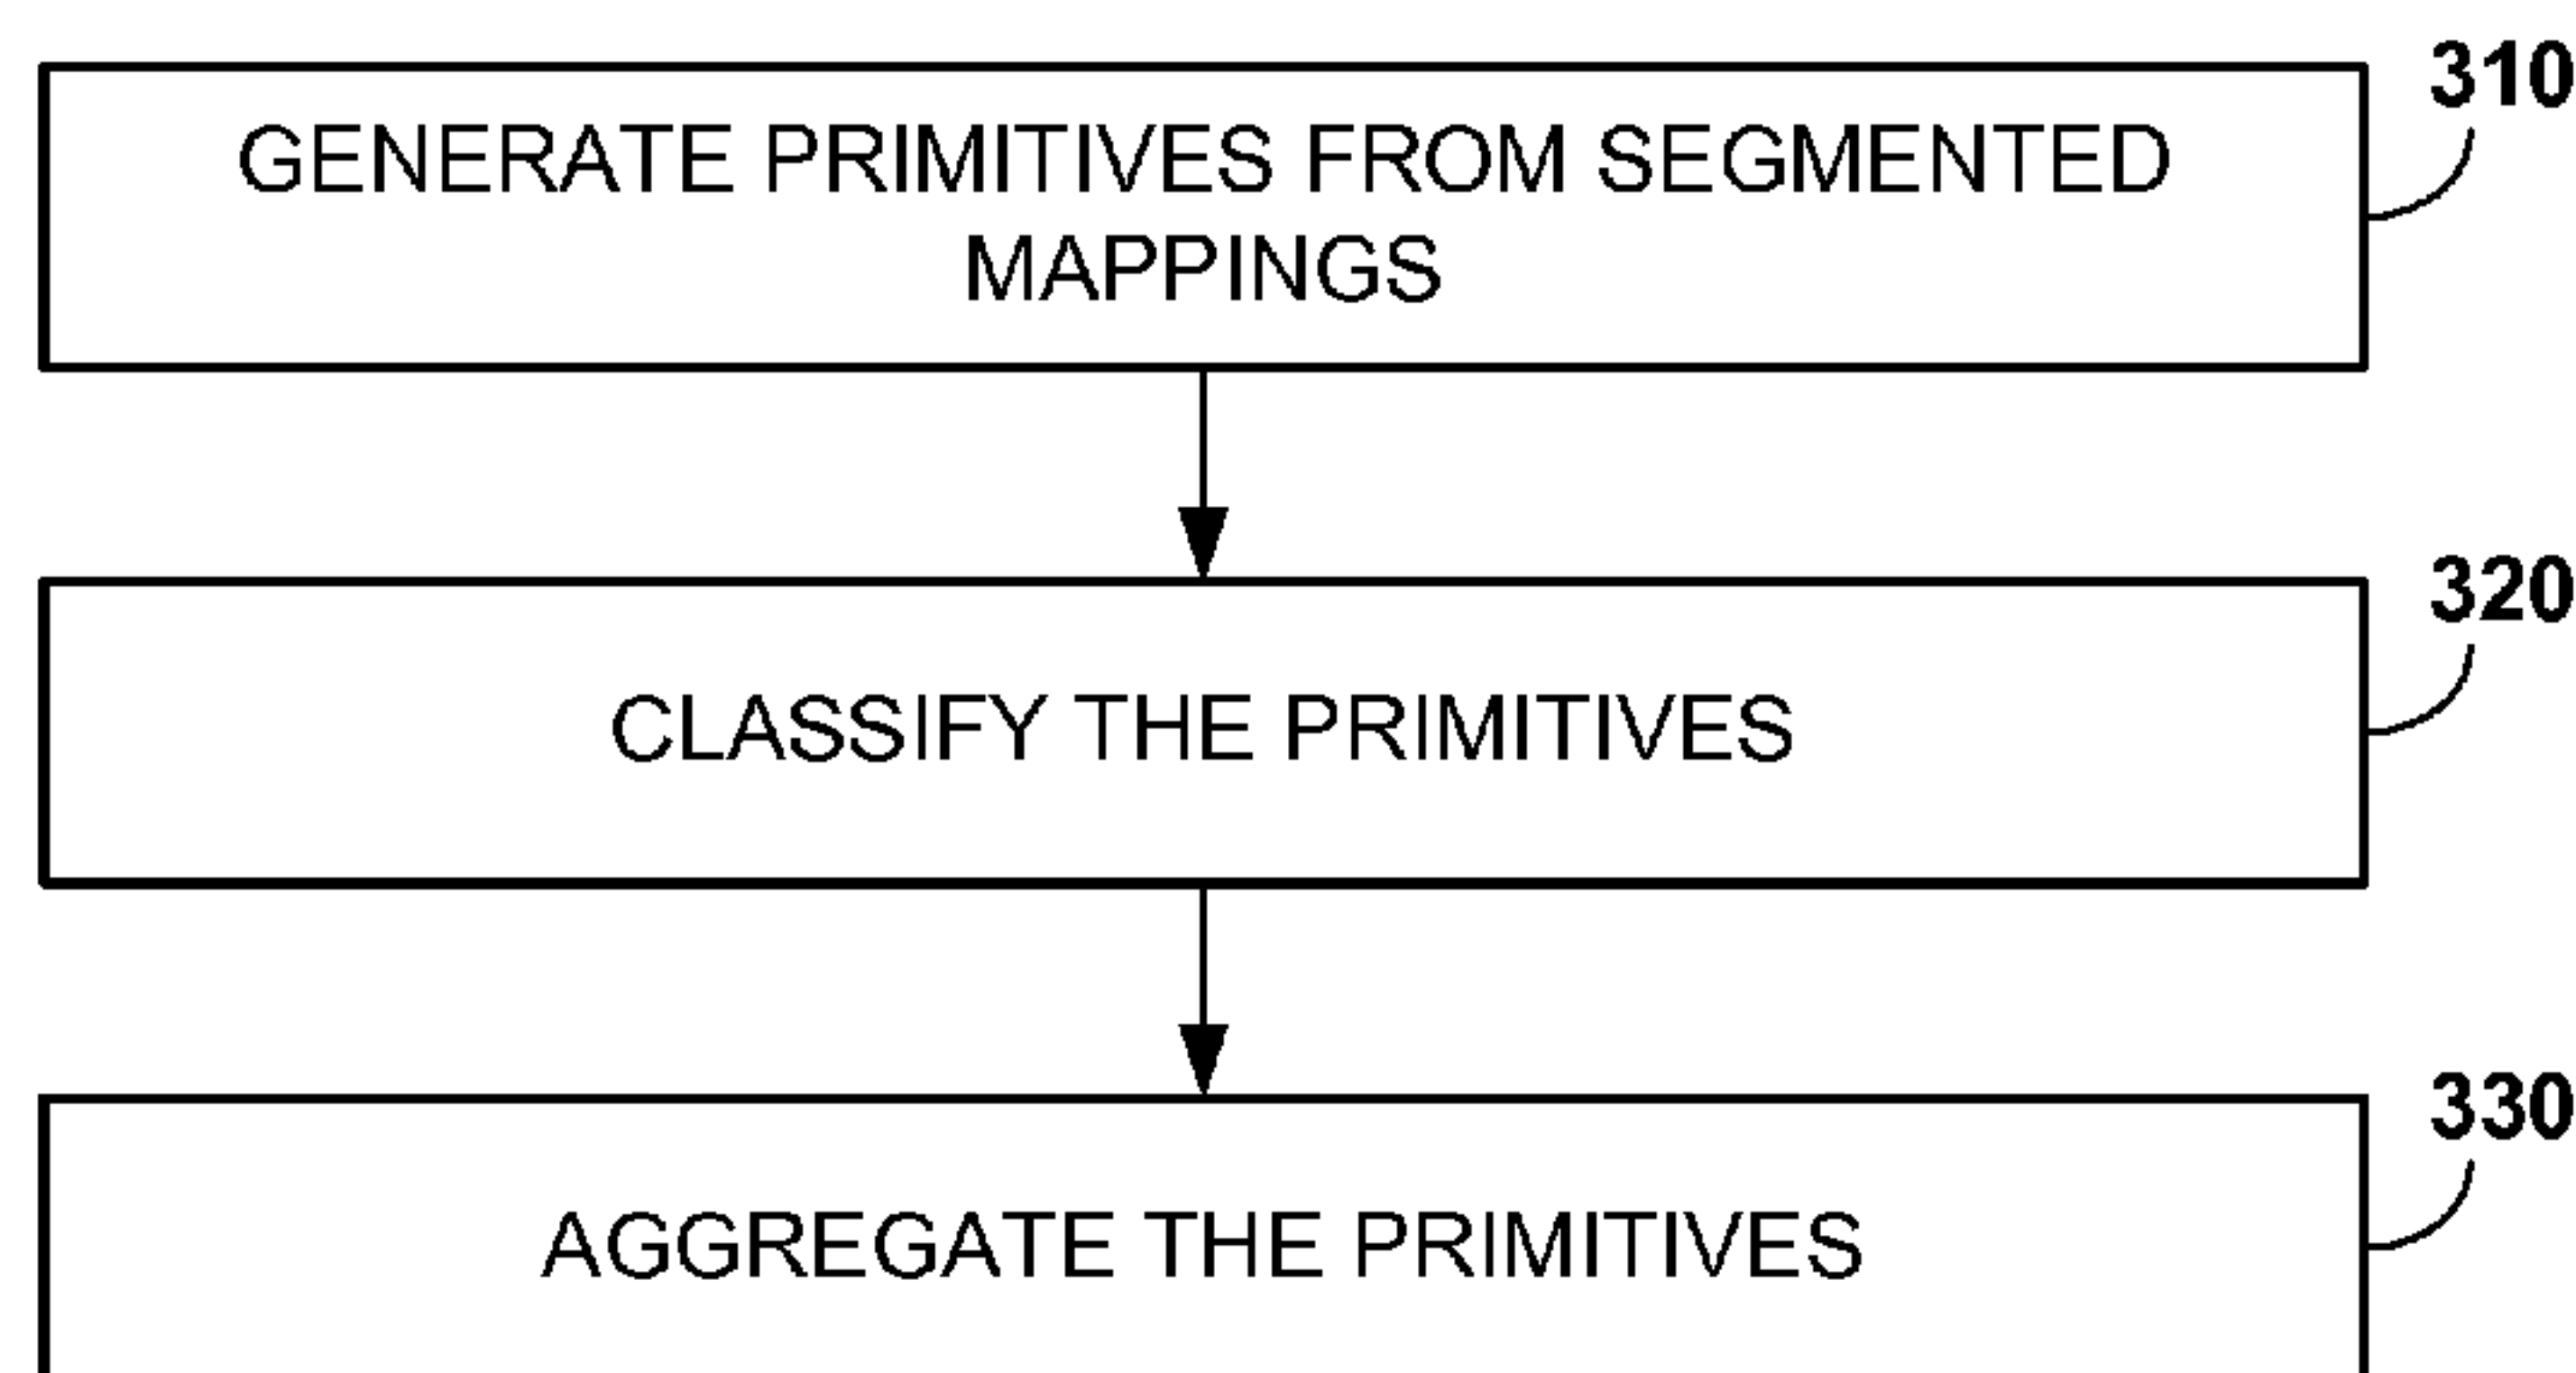 310
GENERATE PRIMITIVES FROM SEGMENTED
MAPPINGS
320
CLASSIFY THE PRIMITIVES
330
AGGREGATE THE PRIMITIVES